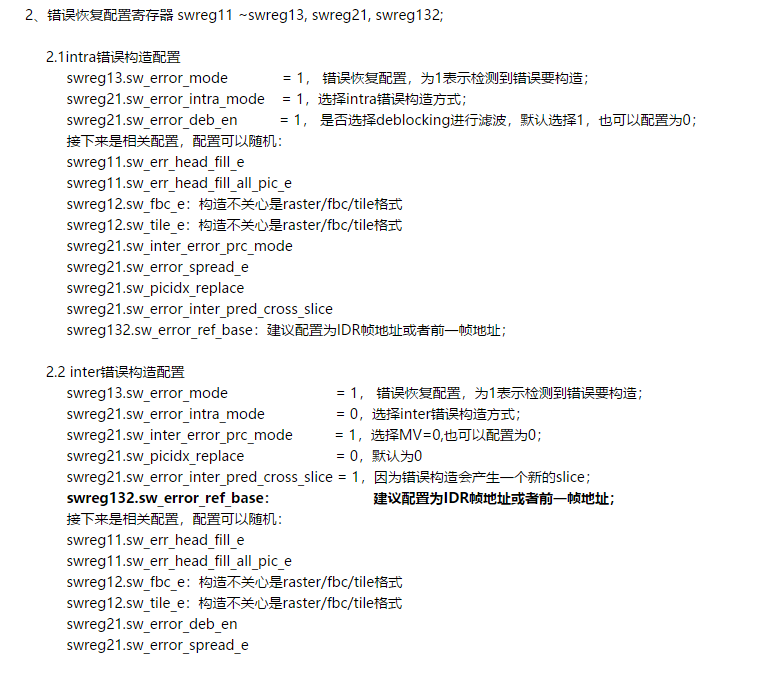 2、错误恢复配置寄存器 swreg11 ~swreg13, swreg21, swreg132;
2.1intra错误构造配置
swreg13.sw_error_mode = 1， 错误恢复配置，为1表示检测到错误要构造；
swreg21.sw_error_intra_mode = 1，选择intra错误构造方式；
swreg21.sw_error_deb_en = 1， 是否选择deblocking进行滤波，默认选择1，也可以配置为0；
接下来是相关配置，配置可以随机：
swreg11.sw_err_head_fill_e
swreg11.sw_err_head_fill_all_pic_e
swreg12.sw_fbc_e：构造不关心是raster/fbc/tile格式
swreg12.sw_tile_e：构造不关心是raster/fbc/tile格式
swreg21.sw_inter_error_prc_mode
swreg21.sw_error_spread_e
swreg21.sw_picidx_replace
swreg21.sw_error_inter_pred_cross_slice
swreg132.sw_error_ref_base：建议配置为IDR帧地址或者前一帧地址；
2.2 inter错误构造配置
swreg13.sw_error_mode = 1， 错误恢复配置，为1表示检测到错误要构造；
swreg21.sw_error_intra_mode = 0，选择inter错误构造方式；
swreg21.sw_inter_error_prc_mode = 1，选择MV=0,也可以配置为0；
swreg21.sw_picidx_replace = 0，默认为0
swreg21.sw_error_inter_pred_cross_slice = 1，因为错误构造会产生一个新的slice；
swreg132.sw_error_ref_base： 建议配置为IDR帧地址或者前一帧地址；
接下来是相关配置，配置可以随机：
swreg11.sw_err_head_fill_e
swreg11.sw_err_head_fill_all_pic_e
swreg12.sw_fbc_e：构造不关心是raster/fbc/tile格式
swreg12.sw_tile_e：构造不关心是raster/fbc/tile格式
swreg21.sw_error_deb_en
swreg21.sw_error_spread_e